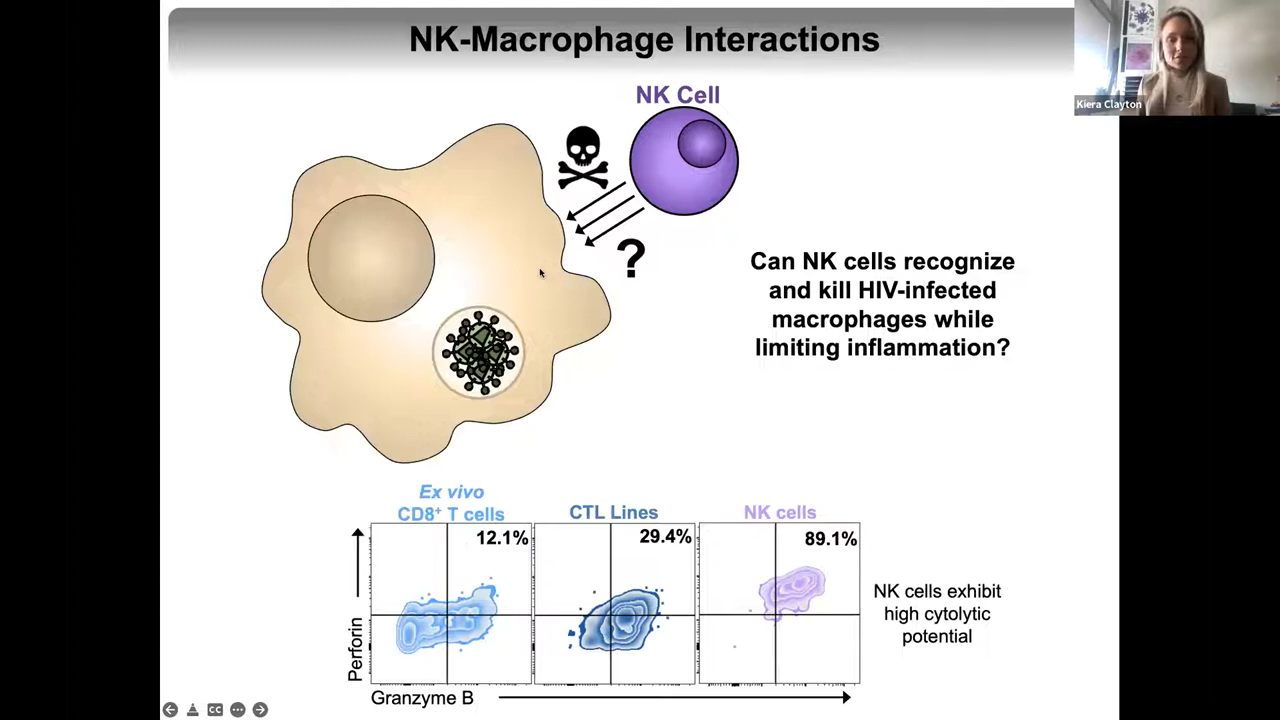 NK-Macrophage Interactions
Kiera Clayton
NK Cell
?
Can NK cells recognize
and kill HIV-infected
macrophages while
limiting inflammation?
Ex vivo
CD8⁺ T cells
CTL Lines
NK cells
12.1%
29.4%
89.1%
Perforin
Granzyme B
NK cells exhibit
high cytolytic
potential
CC